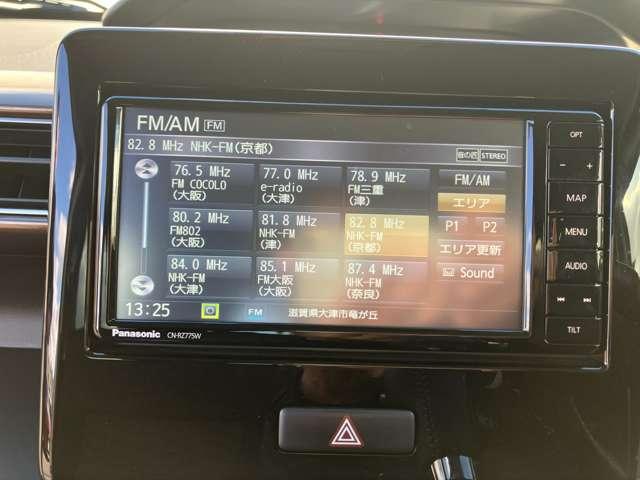 FM/AM FM
82.8 MHz NHK-FM(京都) 音の匠 STEREO
76.5 MHz
FM COCOLO
(大阪)
77.0 MHz
e-radio
(大津)
78.9 MHz
FM三重
(津)
FM/AM
エリア
80.2 MHz
FM802
(大阪)
81.8 MHz
NHK-FM
(津)
82.8 MHz
NHK-FM
(京都)
P1 P2
エリア更新
84.0 MHz
NHK-FM
(大津)
85.1 MHz
FM大阪
(大阪)
87.4 MHz
NHK-FM
(奈良)
Sound
13:25 FM 滋賀県大津市竜が丘
Panasonic CN-RZ775W
OPT
- +
MAP
MENU
AUDIO
TILT